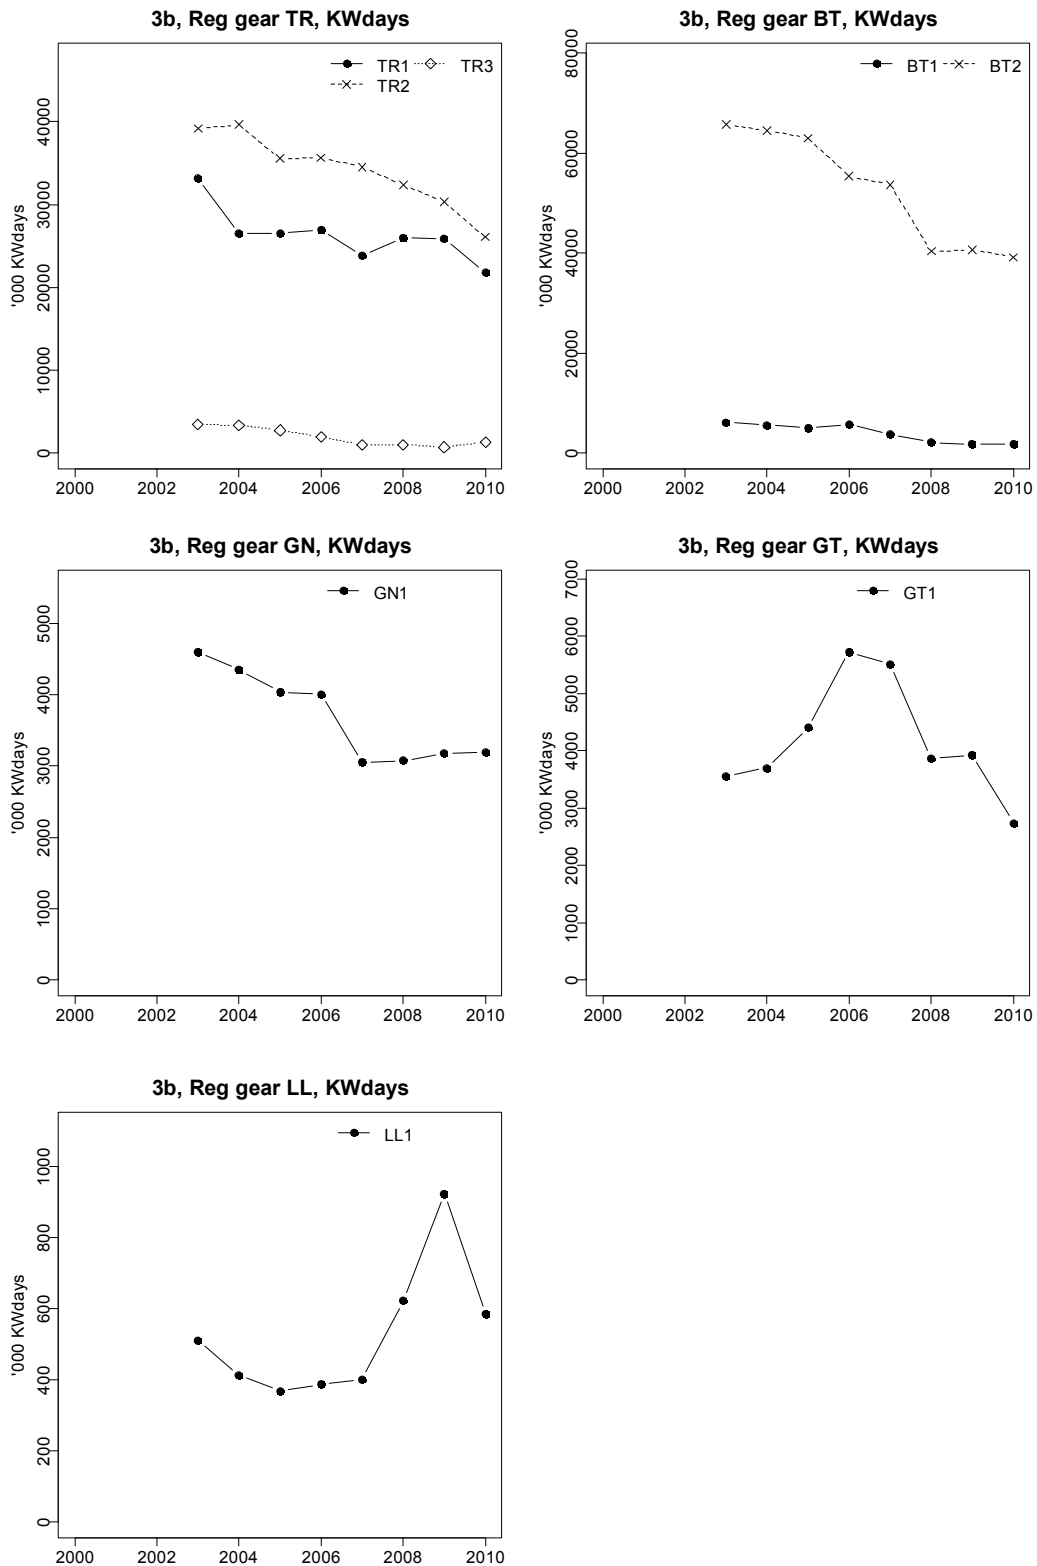 3b, Reg gear TR, KWdays
TR1 TR3
TR2
'000 KWdays
40000
30000
20000
10000
0
2000 2002 2004 2006 2008 2010
3b, Reg gear BT, KWdays
BT1 BT2
'000 KWdays
80000
60000
40000
20000
0
2000 2002 2004 2006 2008 2010
3b, Reg gear GN, KWdays
GN1
'000 KWdays
5000
4000
3000
2000
1000
0
2000 2002 2004 2006 2008 2010
3b, Reg gear GT, KWdays
GT1
'000 KWdays
7000
6000
5000
4000
3000
2000
1000
0
2000 2002 2004 2006 2008 2010
3b, Reg gear LL, KWdays
LL1
'000 KWdays
1000
800
600
400
200
0
2000 2002 2004 2006 2008 2010